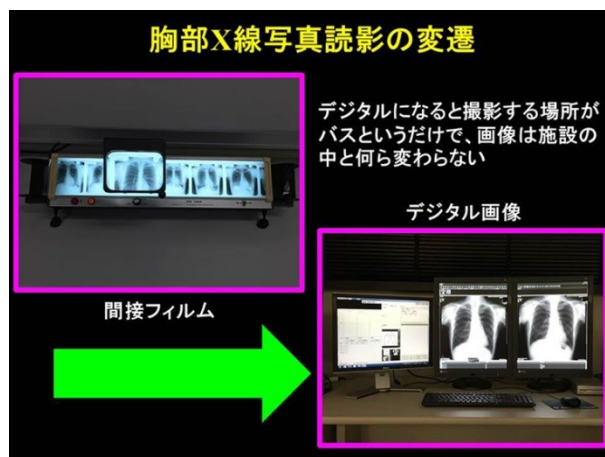 胸部X線写真読影の変遷
デジタルになると撮影する場所が
バスというだけで、画像は施設の
中と何ら変わらない
デジタル画像
間接フィルム